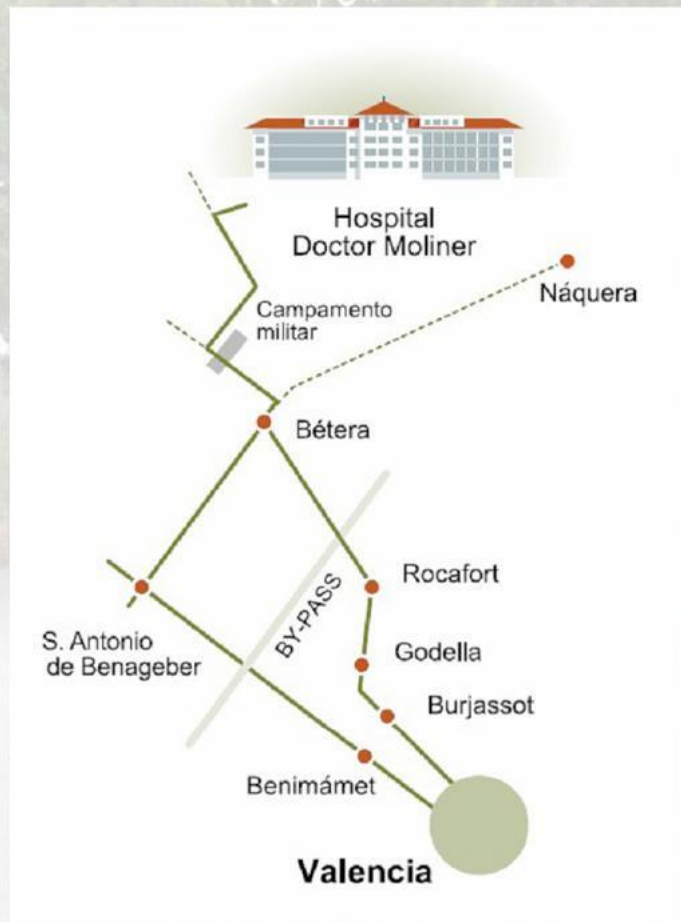 Hospital
Doctor Moliner
Náquera
Campamento
militar
Bétera
Rocafort
BY-PASS
S. Antonio
de Benageber
Godella
Burjassot
Benimámet
Valencia